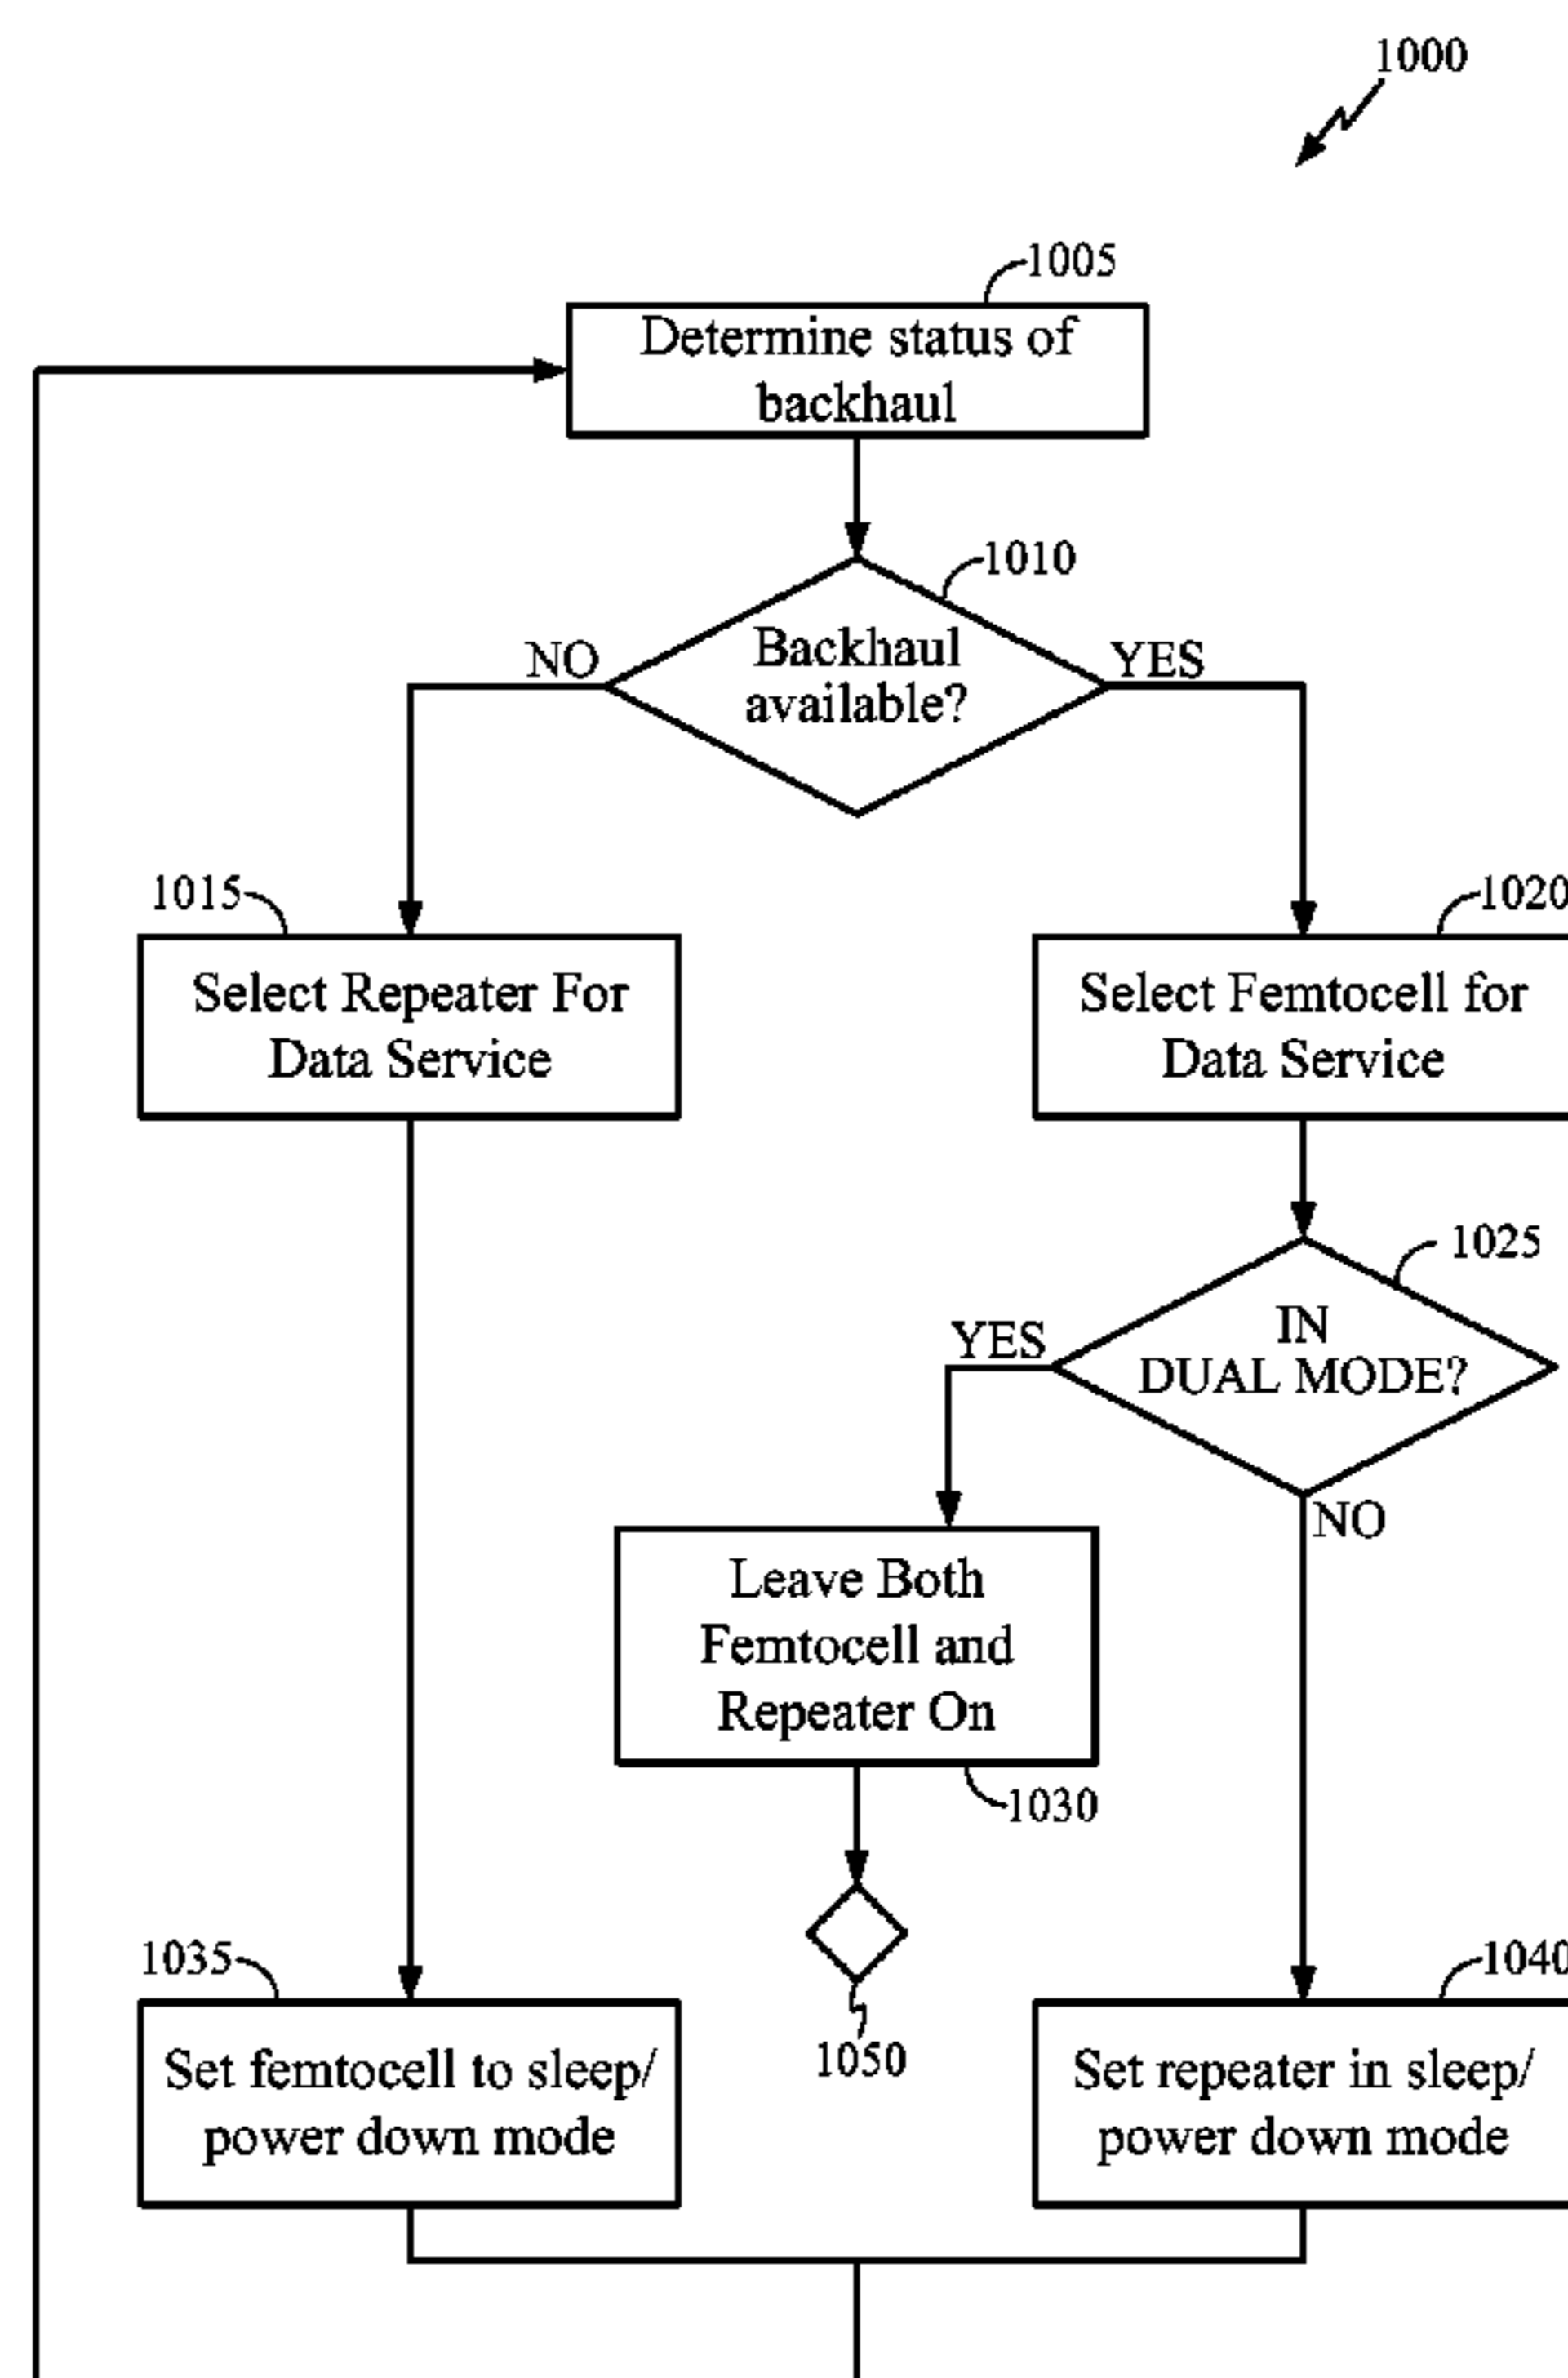 1000
1005
Determine status of
backhaul
1010
NO
Backhaul
available?
YES
1015
1020
Select Repeater For
Data Service
Select Femtocell for
Data Service
1025
YES
IN
DUAL MODE?
NO
Leave Both
Femtocell and
Repeater On
1030
1035
1040
1050
Set femtocell to sleep/
power down mode
Set repeater in sleep/
power down mode